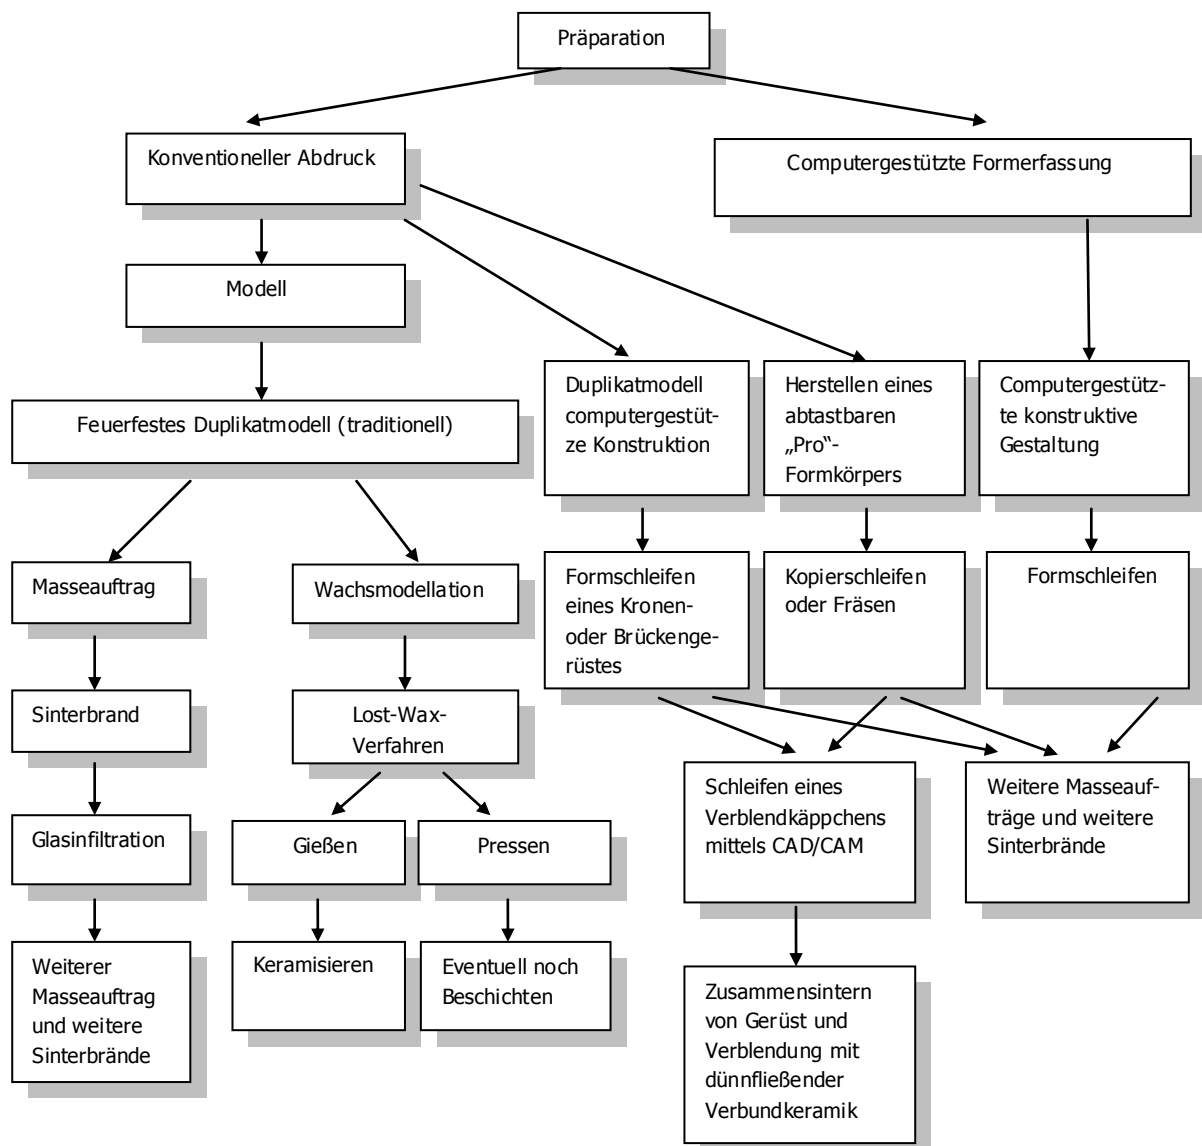 Präparation
Konventioneller Abdruck
Computergestützte Formerfassung
Modell
Feuerfestes Duplikatmodell (traditionell)
Duplikatmodell
computergestüt-
ze Konstruktion
Herstellen eines
abtastbaren
„Pro“-
Formkörpers
Computergestütz-
te konstruktive
Gestaltung
Masseauftrag
Wachsmodellation
Formschleifen
eines Kronen-
oder Brückenge-
rüstes
Kopierschleifen
oder Fräsen
Formschleifen
Sinterbrand
Lost-Wax-
Verfahren
Schleifen eines
Verblendkäppchens
mittels CAD/CAM
Weitere Masseauf-
träge und weitere
Sinterbrände
Glasinfiltration
Gießen
Pressen
Weiterer
Masseauftrag
und weitere
Sinterbrände
Keramisieren
Eventuell noch
Beschichten
Zusammensintern
von Gerüst und
Verblendung mit
dünnfließender
Verbundkeramik